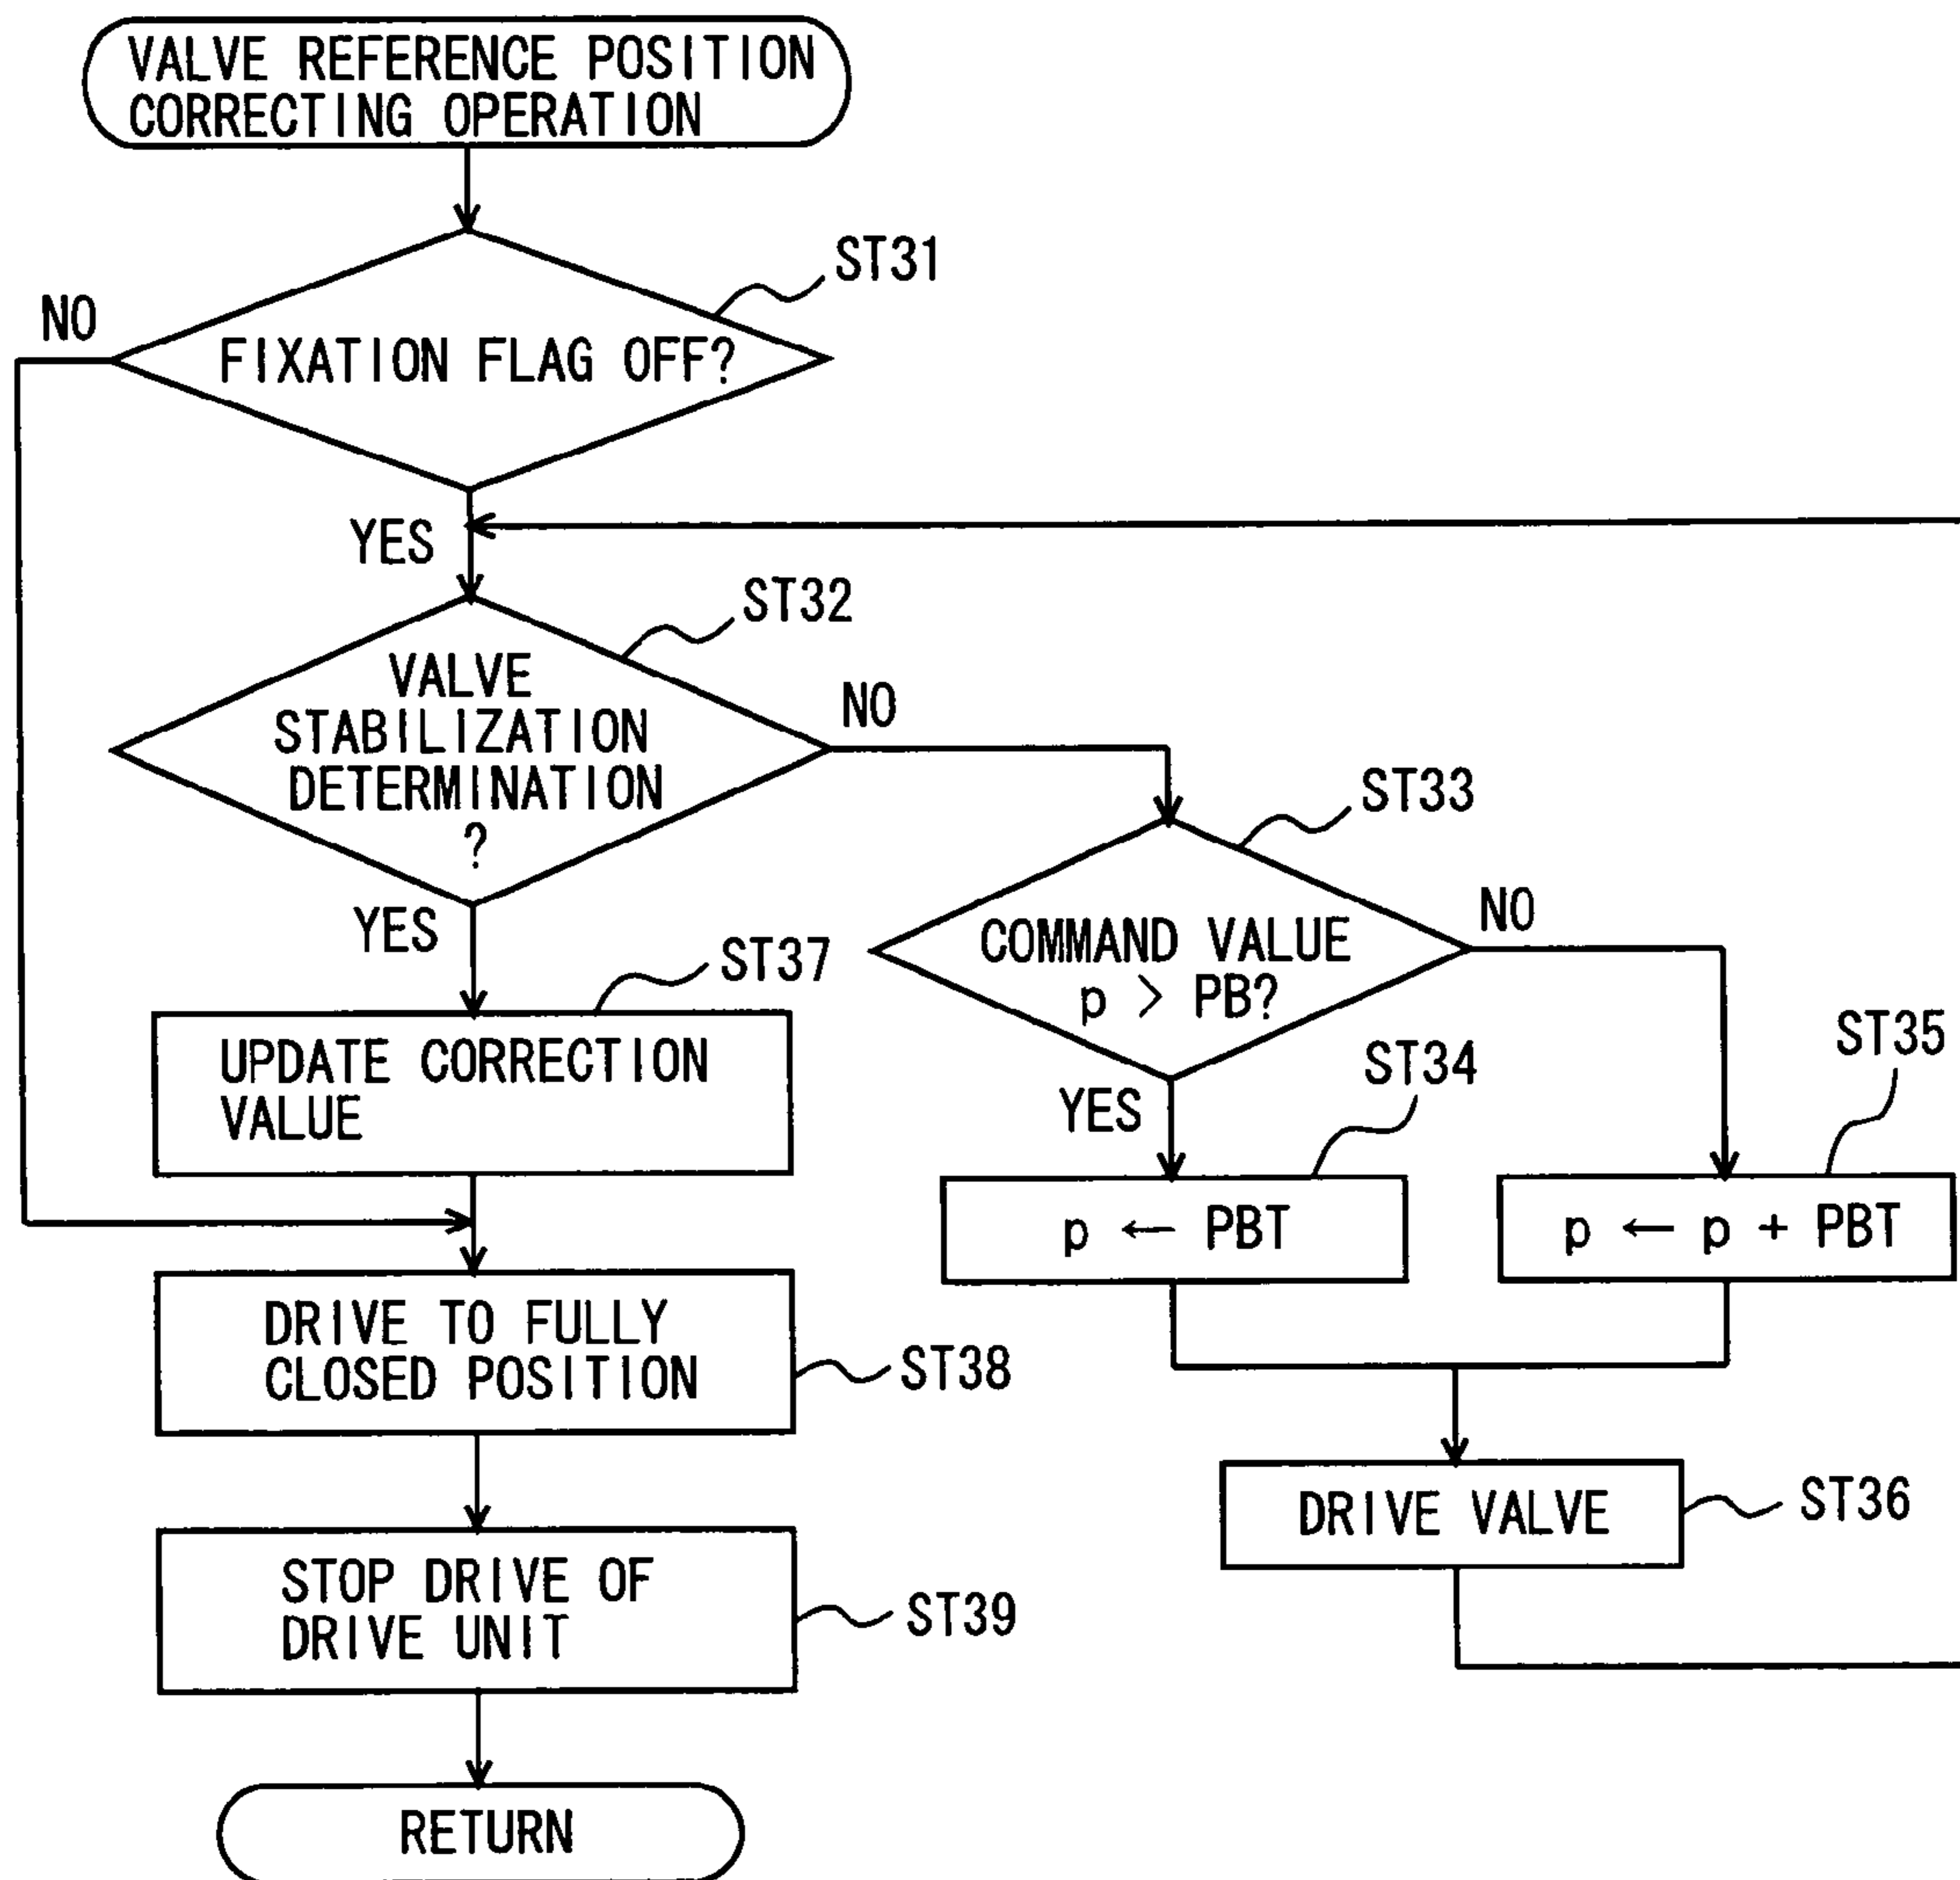 VALVE REFERENCE POSITION
CORRECTING OPERATION
ST31
NO
FIXATION FLAG OFF?
YES
ST32
VALVE
STABILIZATION
DETERMINATION
?
NO
ST33
YES
COMMAND VALUE
p > PB?
NO
ST37
UPDATE CORRECTION
VALUE
YES
ST34
ST35
p ← PBT
p ← p + PBT
DRIVE TO FULLY
CLOSED POSITION
ST38
DRIVE VALVE
ST36
STOP DRIVE OF
DRIVE UNIT
ST39
RETURN